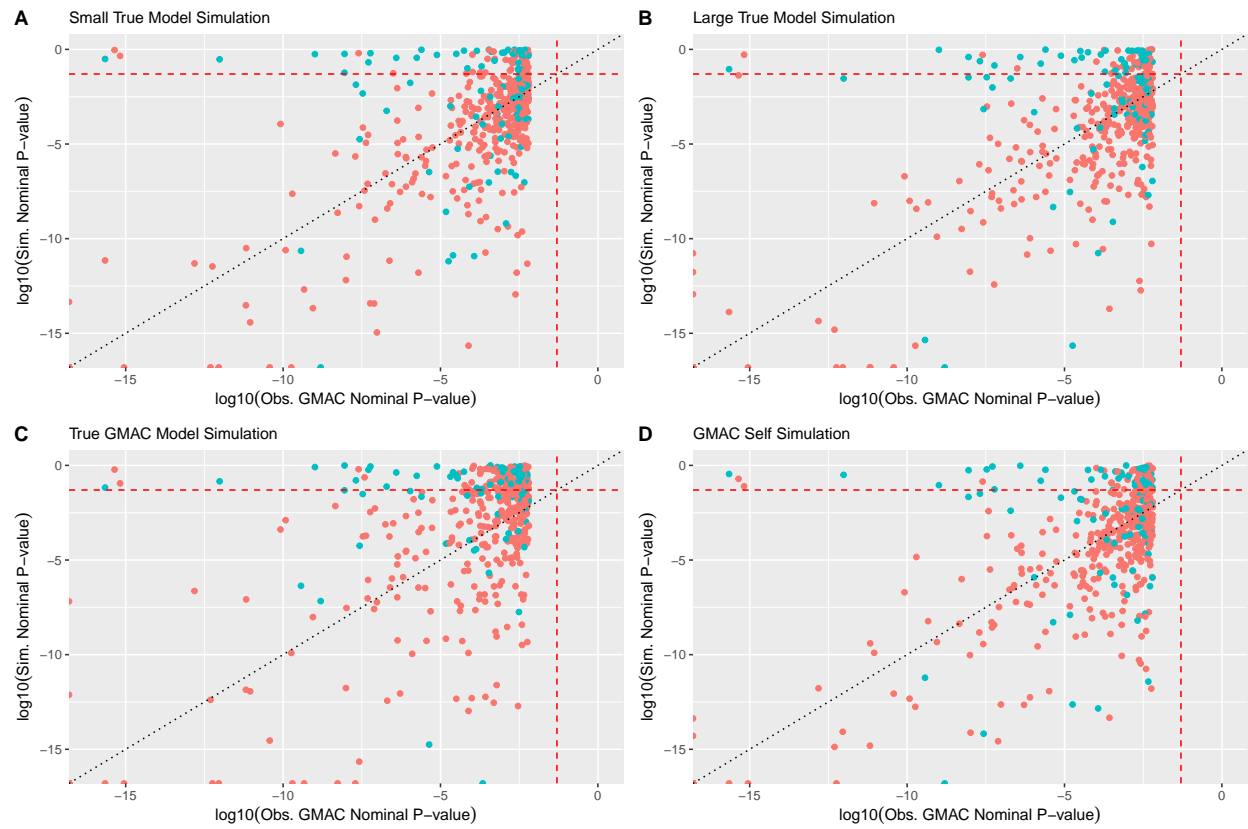 A Small True Model Simulation
0
−5
−10
−15
log10(Sim. Nominal P−value)
−15 −10 −5 0
log10(Obs. GMAC Nominal P−value)
B Large True Model Simulation
0
−5
−10
−15
log10(Sim. Nominal P−value)
−15 −10 −5 0
log10(Obs. GMAC Nominal P−value)
C True GMAC Model Simulation
0
−5
−10
−15
log10(Sim. Nominal P−value)
−15 −10 −5 0
log10(Obs. GMAC Nominal P−value)
D GMAC Self Simulation
0
−5
−10
−15
log10(Sim. Nominal P−value)
−15 −10 −5 0
log10(Obs. GMAC Nominal P−value)